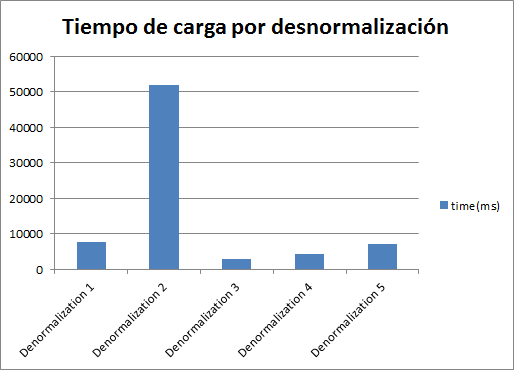 Tiempo de carga por desnormalización
60000
50000
40000
30000
20000
10000
0
Denormalization 1
Denormalization 2
Denormalization 3
Denormalization 4
Denormalization 5
time(ms)